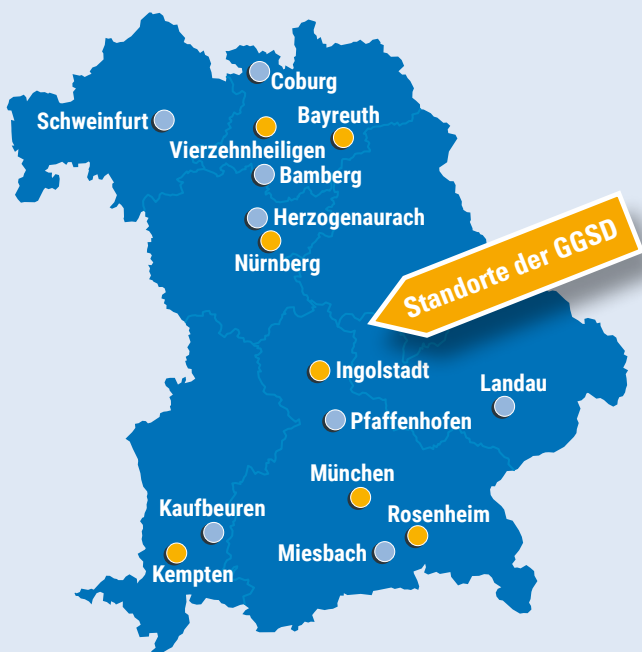 Coburg
Schweinfurt
Bayreuth
Vierzehnheiligen
Bamberg
Herzogenaurach
Nürnberg
Standorte der GGSD
Ingolstadt
Landau
Pfaffenhofen
München
Kaufbeuren
Rosenheim
Miesbach
Kempten